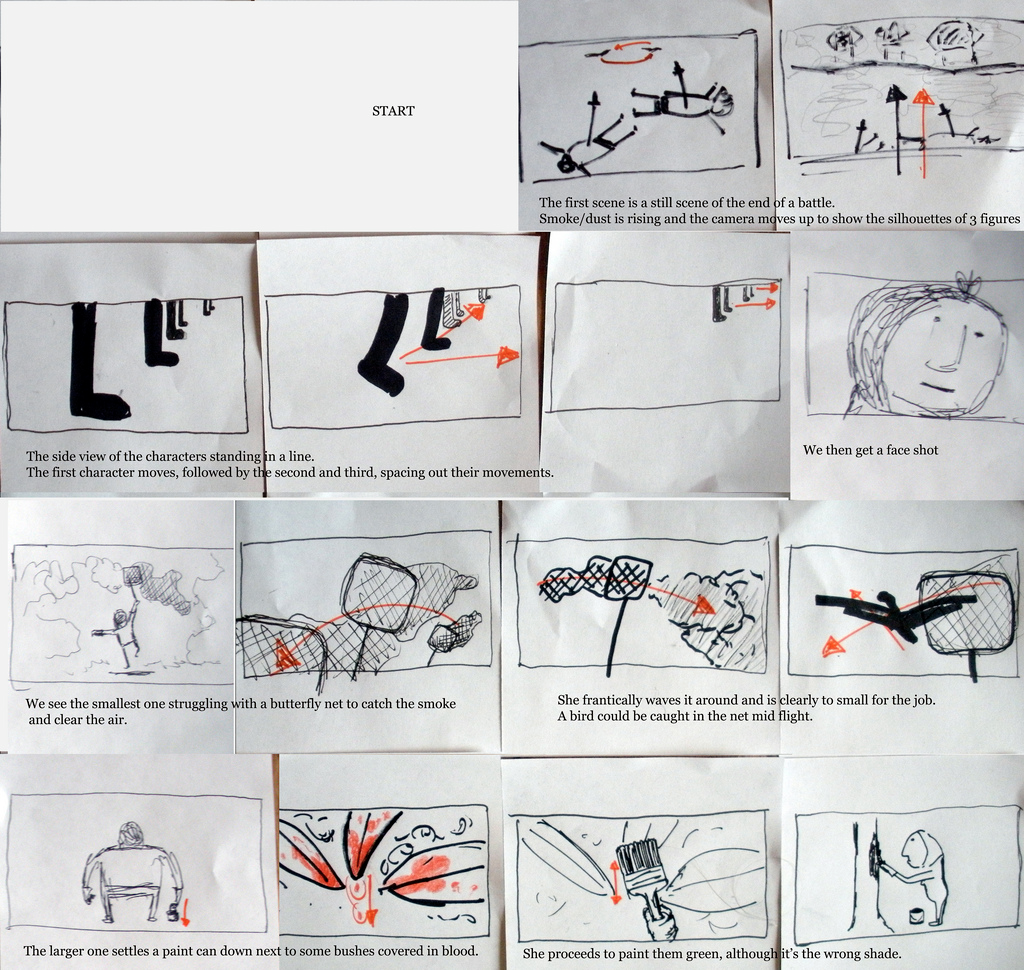 START
The first scene is a still scene of the end of a battle.
Smoke/dust is rising and the camera moves up to show the silhouettes of 3 figures
The side view of the characters standing in a line.
The first character moves, followed by the second and third, spacing out their movements.
We then get a face shot
We see the smallest one struggling with a butterfly net to catch the smoke
and clear the air.
She frantically waves it around and is clearly to small for the job.
A bird could be caught in the net mid flight.
The larger one settles a paint can down next to some bushes covered in blood.
She proceeds to paint them green, although it's the wrong shade.